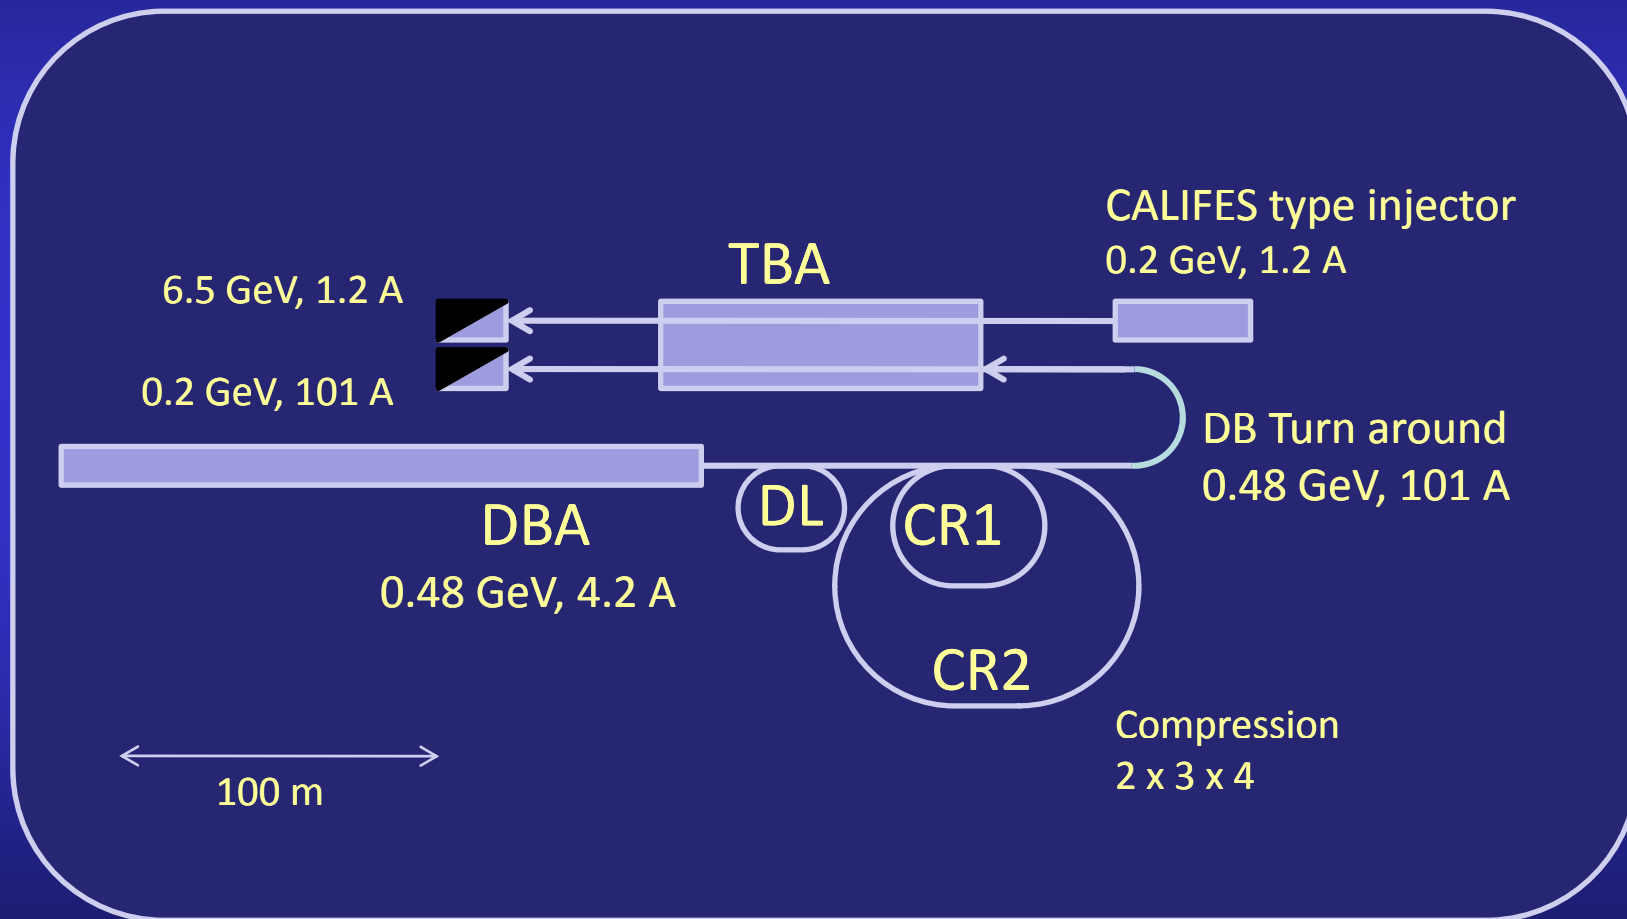 CALIFES type injector
0.2 GeV, 1.2 A
TBA
6.5 GeV, 1.2 A
0.2 GeV, 101 A
DB Turn around
0.48 GeV, 101 A
DL
CR1
DBA
0.48 GeV, 4.2 A
CR2
Compression
2 x 3 x 4
100 m